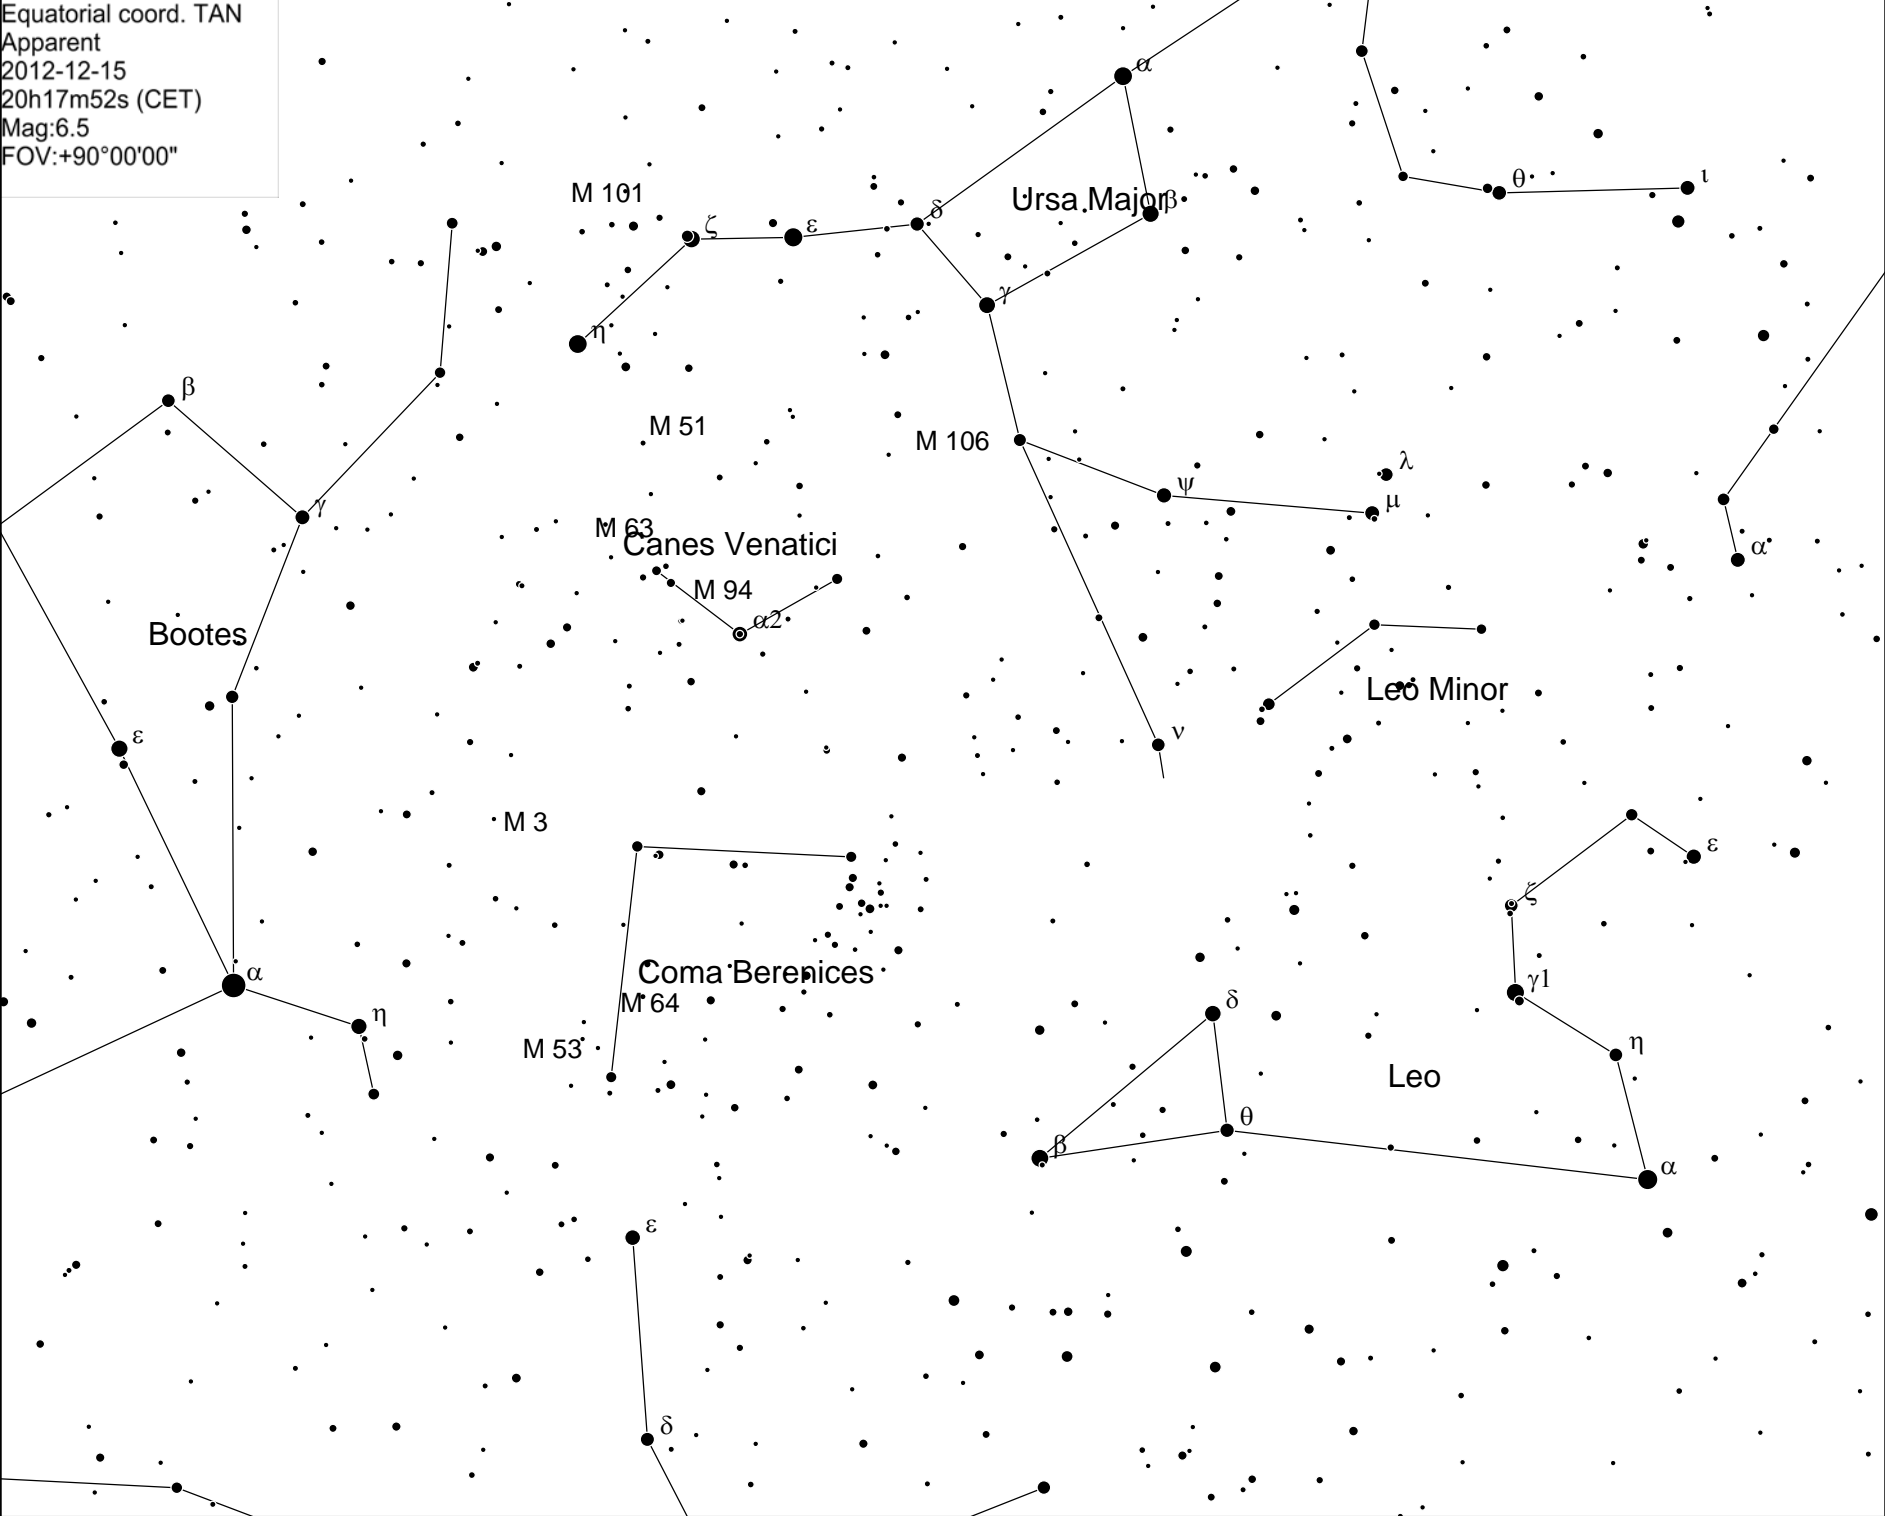 Equatorial coord. TAN
Apparent
2012-12-15
20h17m52s (CET)
Mag:6.5
FOV:+90°00'00"
α
M 101
Ursa Major
β
θ
ι
ζ
ε
δ
γ
η
β
M 51
M 106
λ
ψ
μ
γ
M 63
Canes Venatici
α
M 94
α2
Bootes
Leo Minor
ν
ε
M 3
ε
ζ
Coma Berenices
α
γ1
M 64
δ
η
M 53
η
Leo
θ
β
α
ε
δ